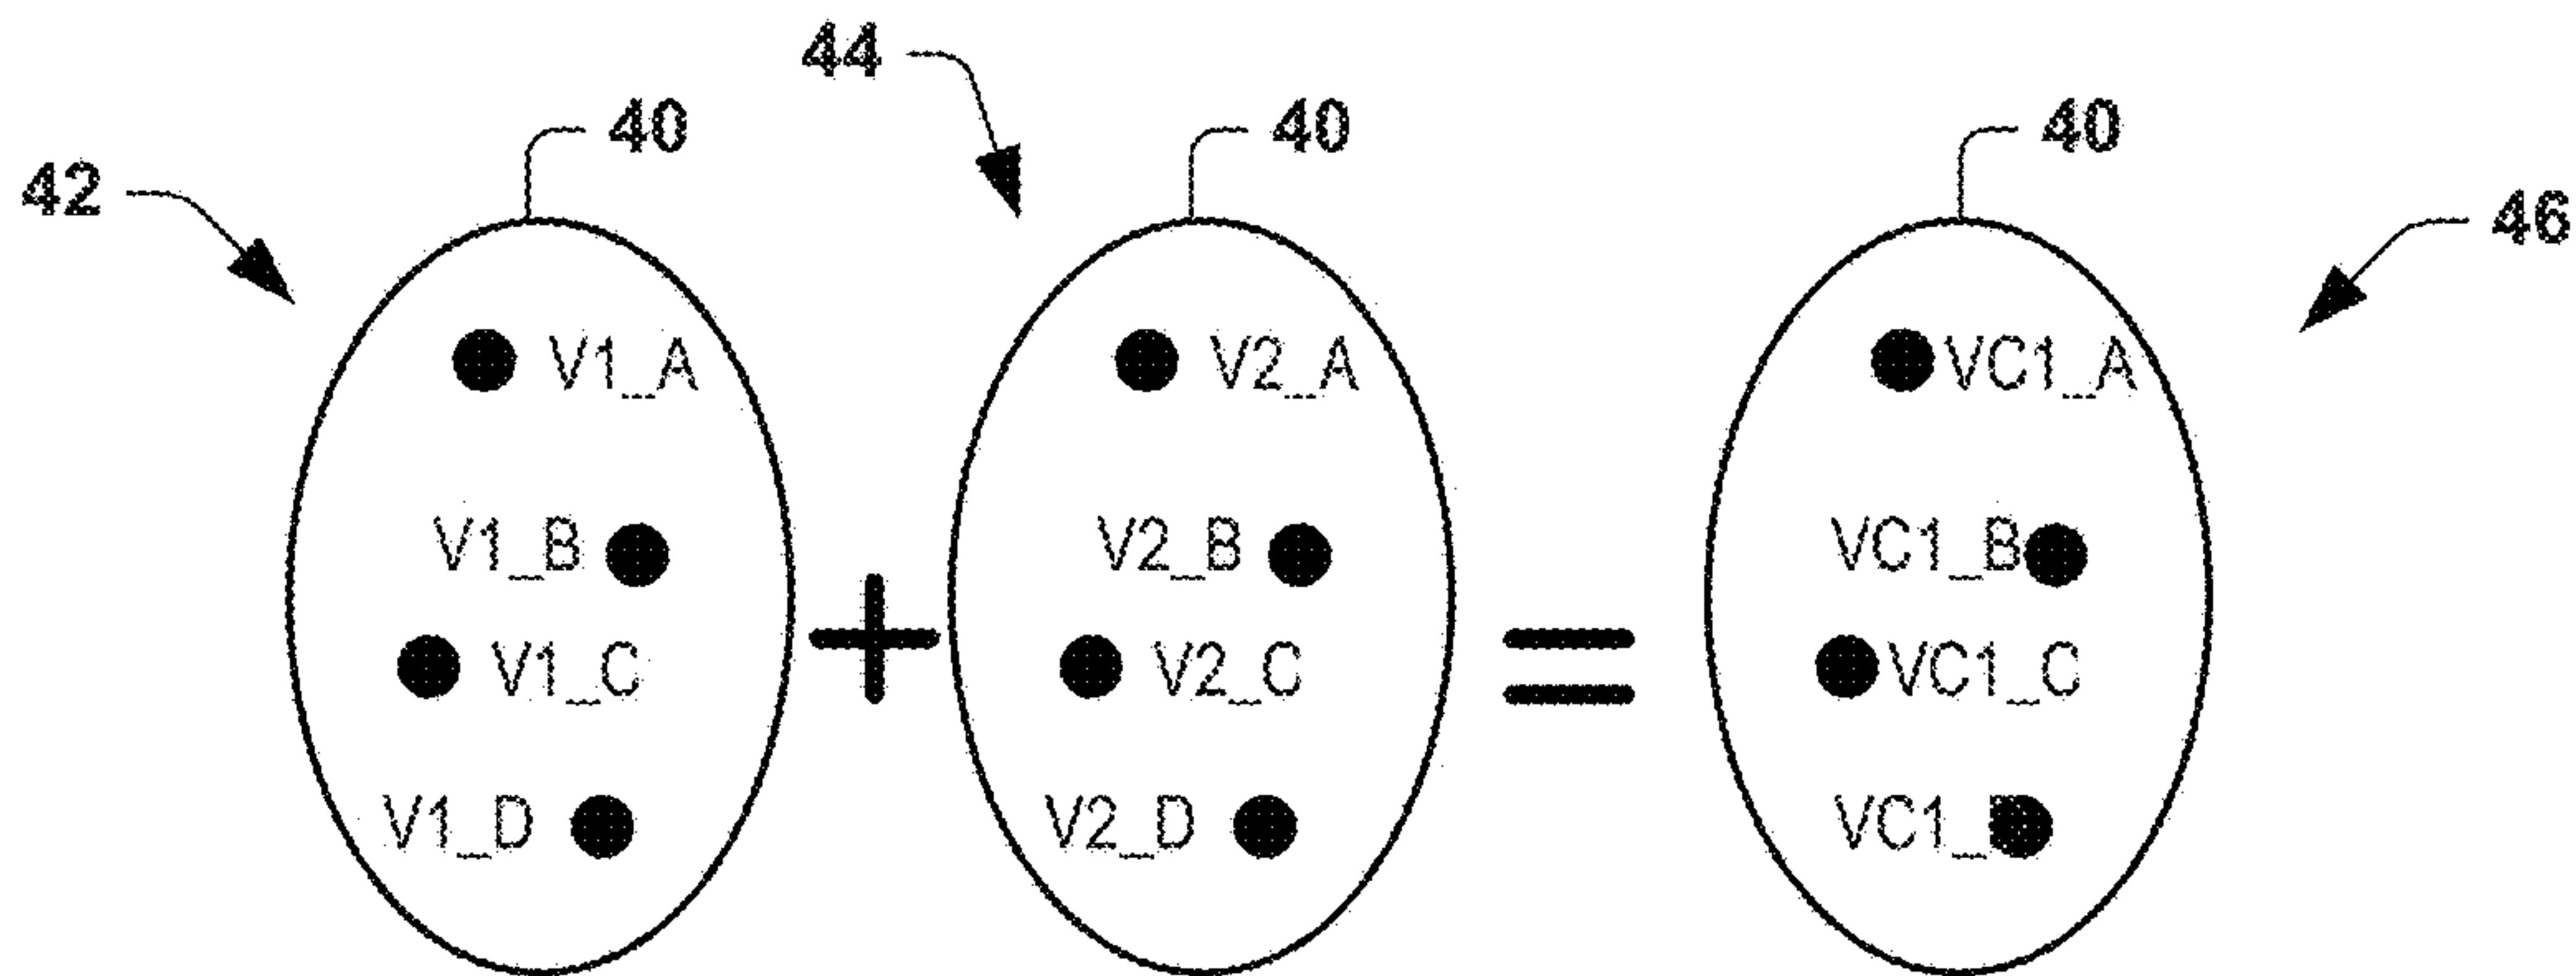 44
40 40 40
42 46
V1_A V2_A VC1_A
V1_B V2_B VC1_B
+ =
V1_C V2_C VC1_C
V1_D V2_D